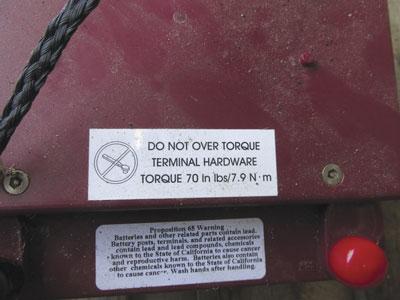 DO NOT OVER TORQUE
TERMINAL HARDWARE
TORQUE 70 In lbs/7.9 N·m
Proposition 65 Warning
Batteries and other related parts contain lead.
Battery posts, terminals, and related accessories
contain lead and lead compounds, chemicals
known to the State of California to cause cancer
and reproductive harm. Batteries also contain
other chemicals known to the State of California
to cause cancer. Wash hands after handling.